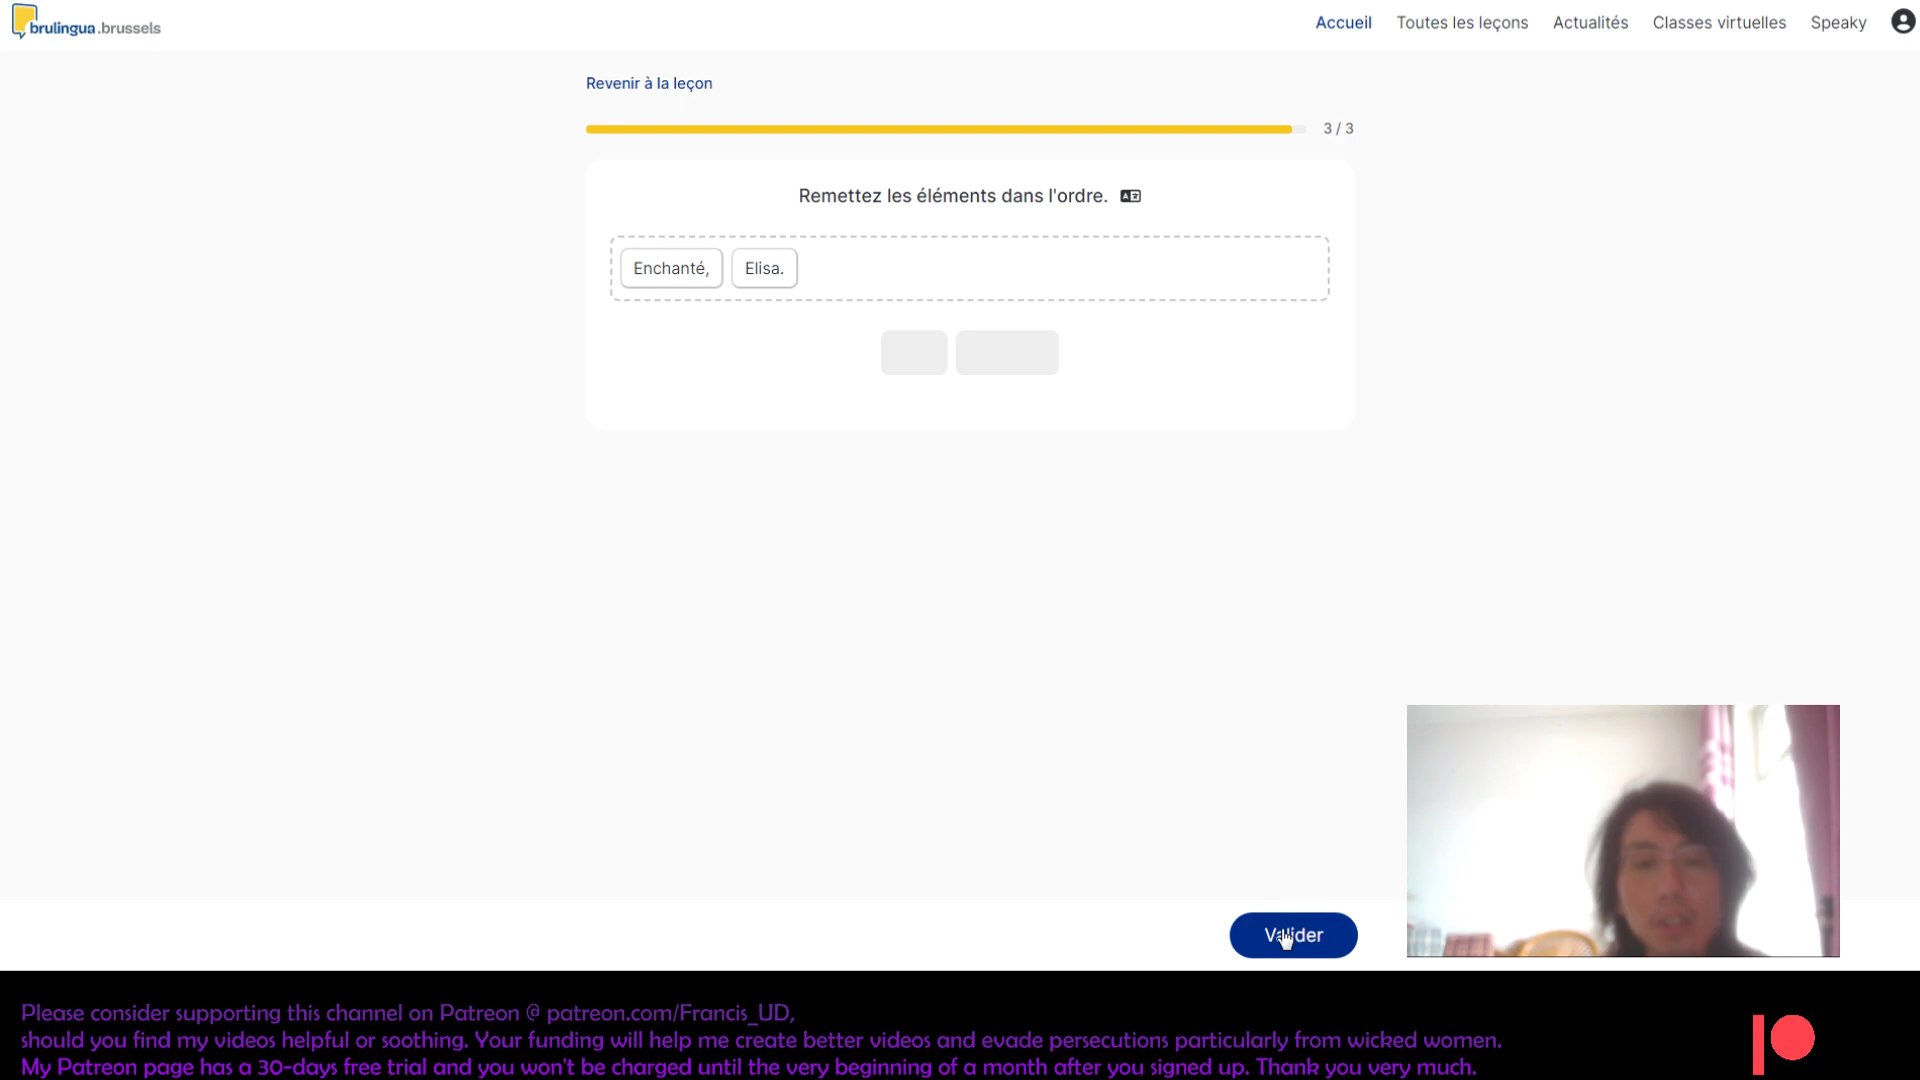 brulingua.brussels
Accueil Toutes les leçons Actualités Classes virtuelles Speaky
Revenir à la leçon
3 / 3
Remettez les éléments dans l'ordre.
Enchanté, Elisa.
Valider
Please consider supporting this channel on Patreon @ patreon.com/Francis_UD,
should you find my videos helpful or soothing. Your funding will help me create better videos and evade persecutions particularly from wicked women.
My Patreon page has a 30-days free trial and you won't be charged until the very beginning of a month after you signed up. Thank you very much.